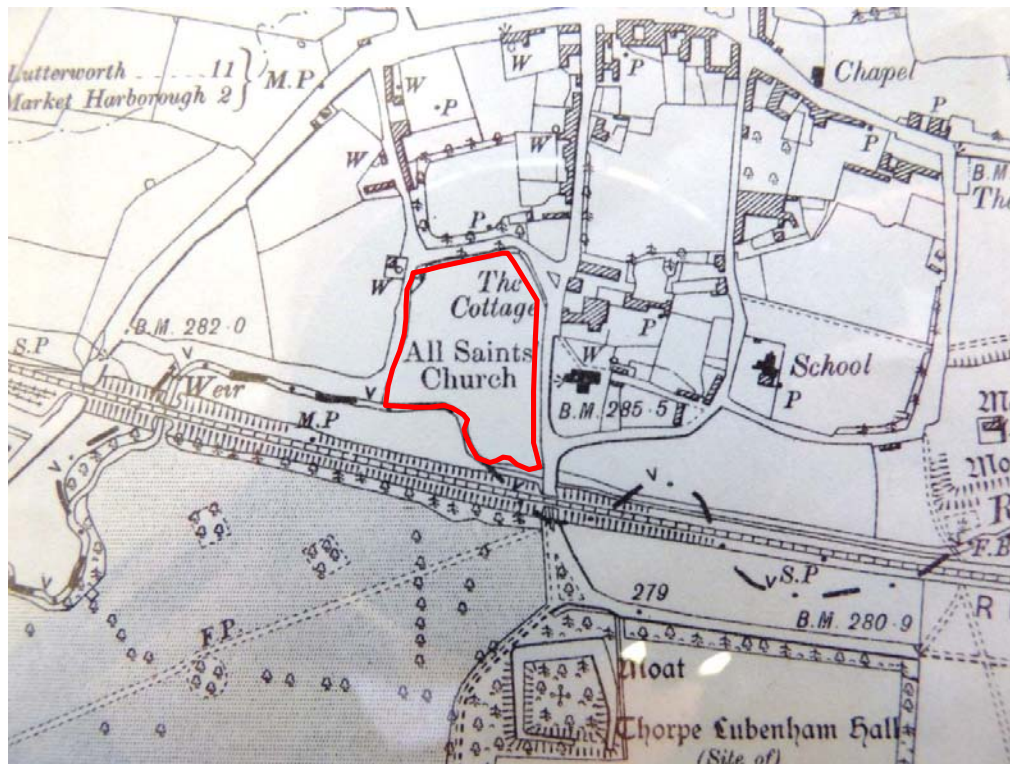 Lutterworth ........ 11
Market Harborough 2
M.P
W
P
W
P
Chapel
P
W
W
P
B.M.
The
W
The
Cottage
P
B.M. 282·0
S.P
Weir
All Saints
Church
W
B.M. 285·5
School
P
M.P
V
V
V
V
V
F.B
S.P
V
V
279
B.M. 280·9
R
F.P
Moat
Thorpe Lubenham Hall
(Site of)